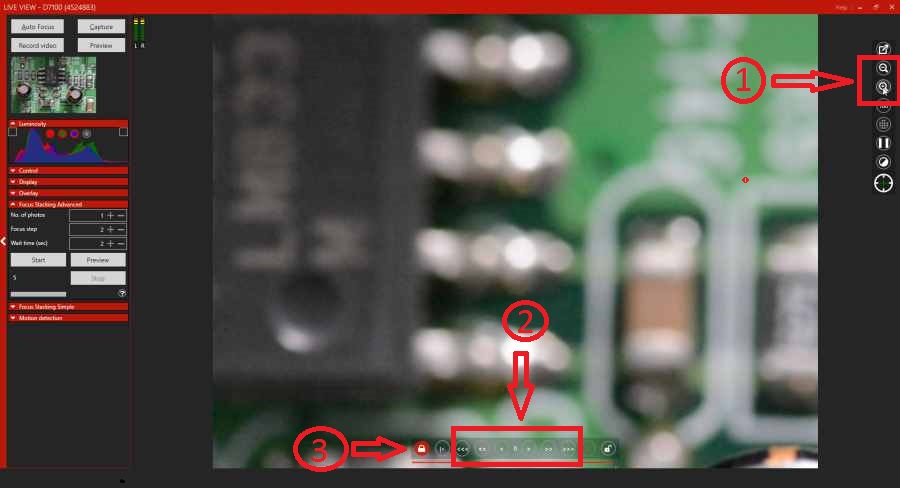 LIVE VIEW - D7100 (4524883)
Help
Auto Focus
Capture
Record video
Preview
L R
Luminosity
Control
Display
Overlay
Focus Stacking Advanced
No. of photos 1 + −
Focus step 2 + −
Wait time (sec) 2 + −
Start
Preview
5
Stop
?
Focus Stacking Simple
Motion detection
1
2
3
<<< << < 0 > >> >>>